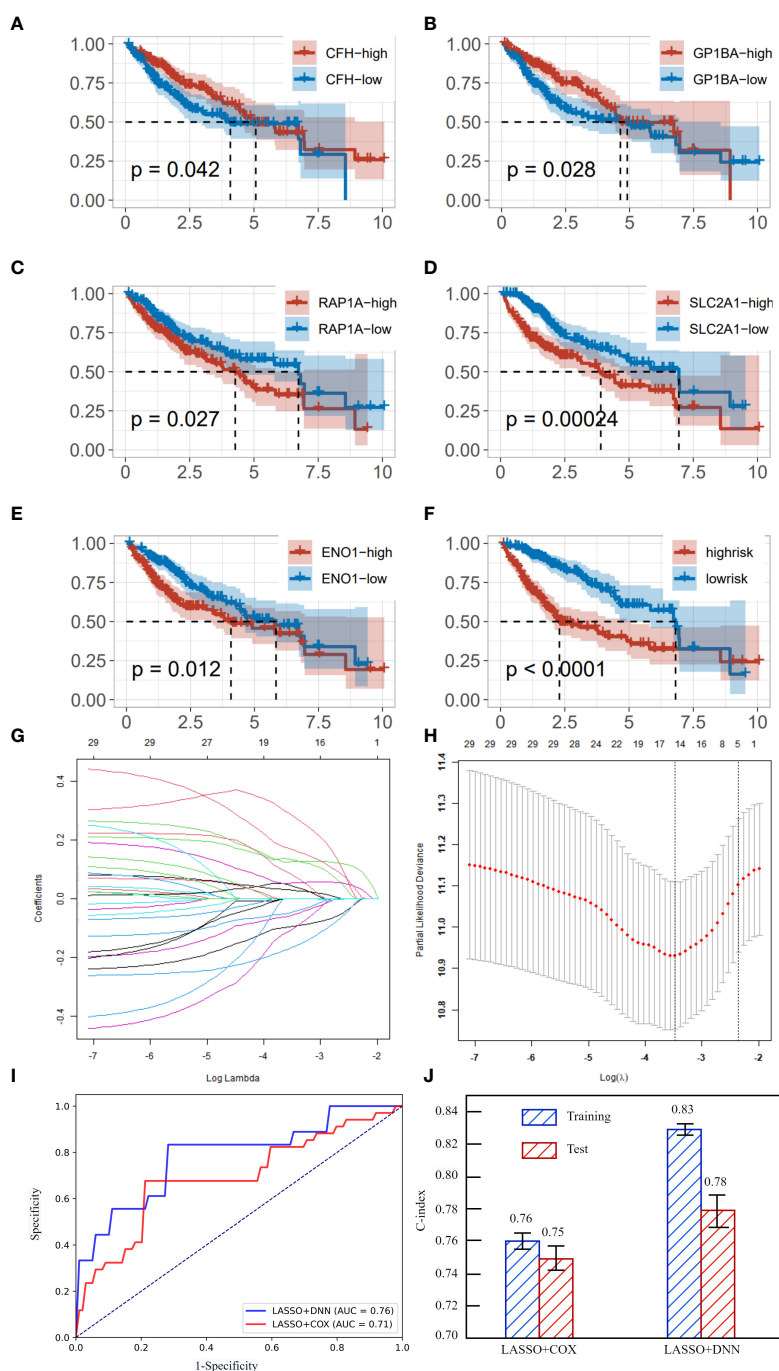 A
1.00
0.75
0.50
0.25
0.00
CFH-high
CFH-low
p = 0.042
0 2.5 5 7.5 10
B
1.00
0.75
0.50
0.25
0.00
GP1BA-high
GP1BA-low
p = 0.028
0 2.5 5 7.5 10
C
1.00
0.75
0.50
0.25
0.00
RAP1A-high
RAP1A-low
p = 0.027
0 2.5 5 7.5 10
D
1.00
0.75
0.50
0.25
0.00
SLC2A1-high
SLC2A1-low
p = 0.00024
0 2.5 5 7.5 10
E
1.00
0.75
0.50
0.25
0.00
ENO1-high
ENO1-low
p = 0.012
0 2.5 5 7.5 10
F
1.00
0.75
0.50
0.25
0.00
highrisk
lowrisk
p < 0.0001
0 2.5 5 7.5 10
G
29 29 27 19 16 1
0.4
0.2
0.0
-0.2
-0.4
Coefficients
-7 -6 -5 -4 -3 -2
Log Lambda
H
29 29 29 29 29 28 24 22 19 17 14 16 8 5 1
11.4
11.3
11.2
11.1
11.0
10.9
10.8
Partial Likelihood Deviance
-7 -6 -5 -4 -3 -2
Log(λ)
I
1.0
0.8
0.6
0.4
0.2
0.0
Specificity
LASSO+DNN (AUC = 0.76)
LASSO+COX (AUC = 0.71)
0.0 0.2 0.4 0.6 0.8 1.0
1-Specificity
J
0.84
0.82
0.80
0.78
0.76
0.74
0.72
0.70
C-index
Training
Test
0.76
0.75
0.83
0.78
LASSO+COX LASSO+DNN